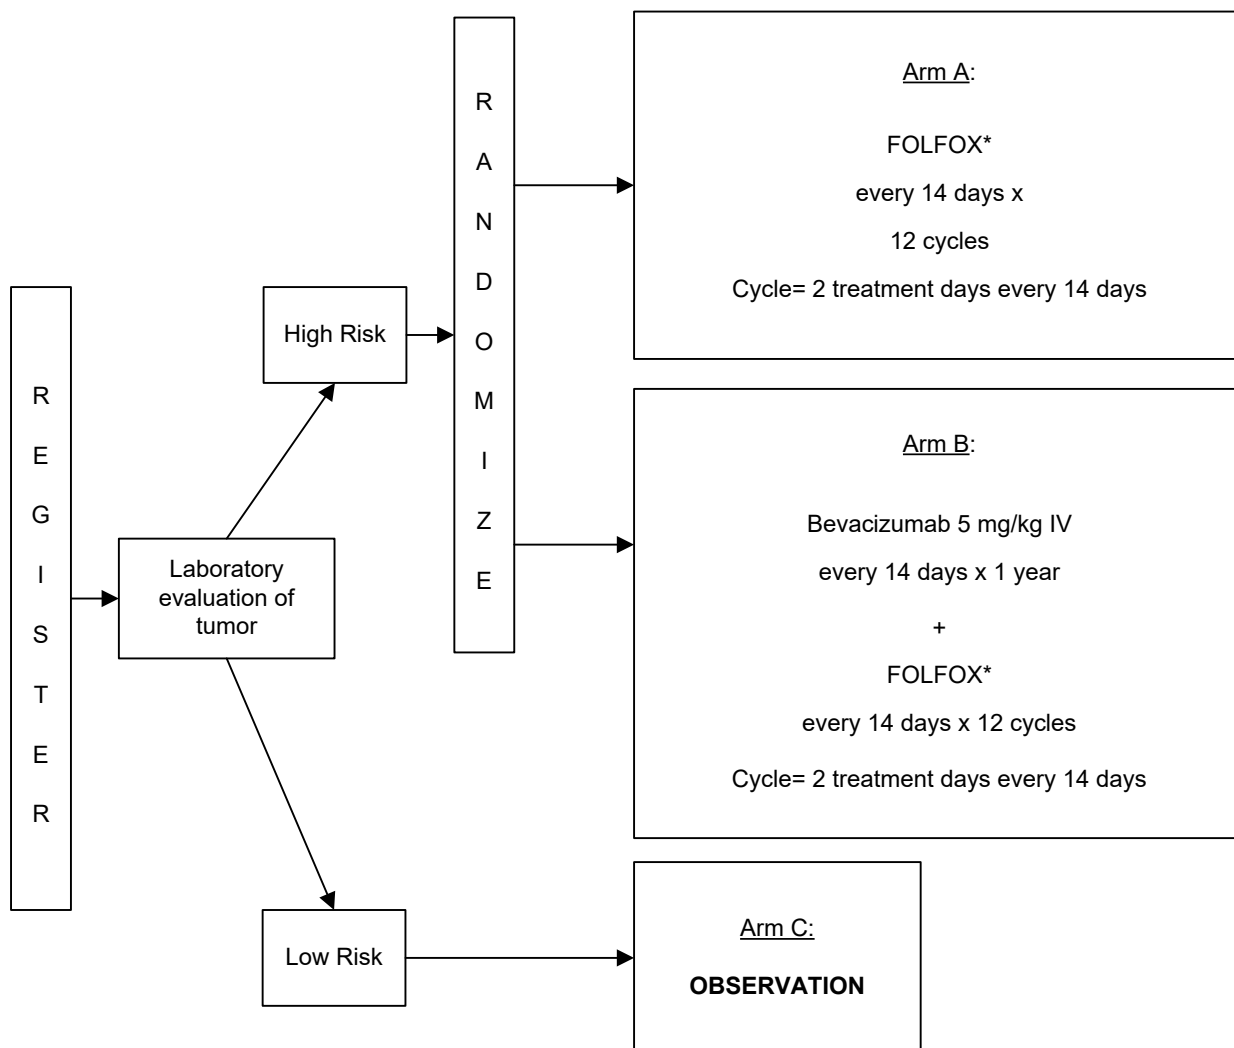 REGISTER
Laboratory
evaluation of
tumor
High Risk
Low Risk
RANDOMIZE
Arm A:
FOLFOX*
every 14 days x
12 cycles
Cycle= 2 treatment days every 14 days
Arm B:
Bevacizumab 5 mg/kg IV
every 14 days x 1 year
+
FOLFOX*
every 14 days x 12 cycles
Cycle= 2 treatment days every 14 days
Arm C:
OBSERVATION